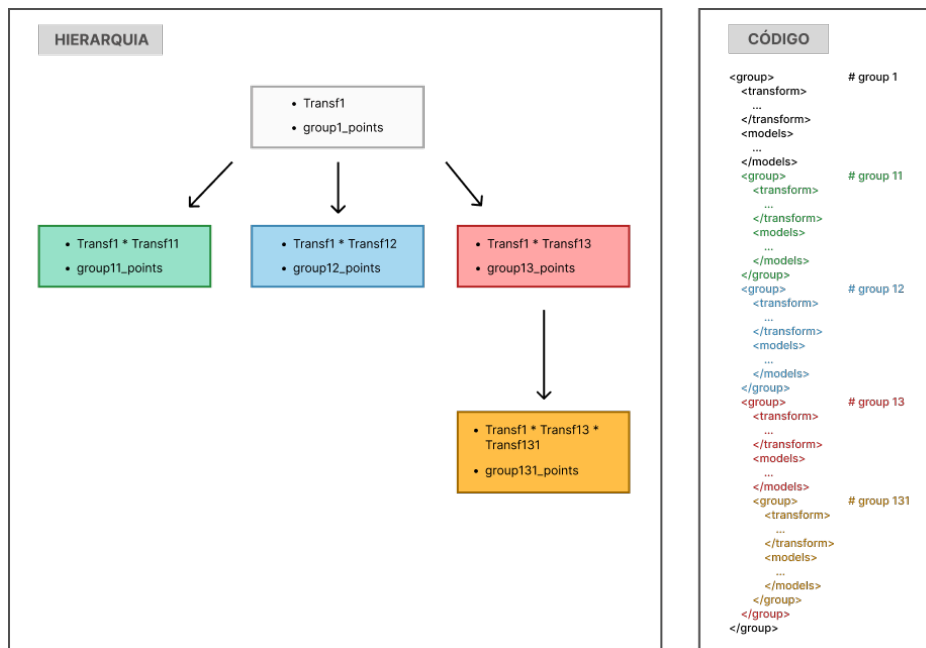 HIERARQUIA
• Transf1
• group1_points
• Transf1 * Transf11
• group11_points
• Transf1 * Transf12
• group12_points
• Transf1 * Transf13
• group13_points
• Transf1 * Transf13 *
Transf131
• group131_points
CÓDIGO
<group> # group 1
<transform>
...
</transform>
<models>
...
</models>
<group> # group 11
<transform>
...
</transform>
<models>
...
</models>
</group>
<group> # group 12
<transform>
...
</transform>
<models>
...
</models>
</group>
<group> # group 13
<transform>
...
</transform>
<models>
...
</models>
<group> # group 131
<transform>
...
</transform>
<models>
...
</models>
</group>
</group>
</group>